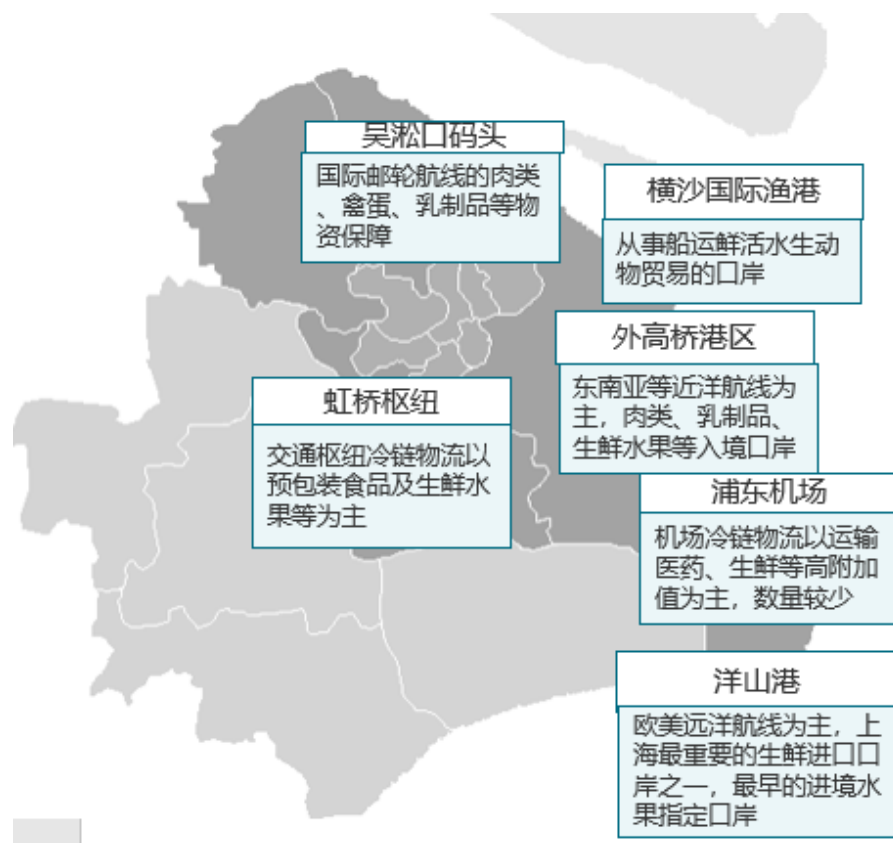 吴淞口码头
国际邮轮航线的肉类
、禽蛋、乳制品等物
资保障
横沙国际渔港
从事船运鲜活水生动
物贸易的口岸
外高桥港区
东南亚等近洋航线为
主，肉类、乳制品、
生鲜水果等入境口岸
虹桥枢纽
交通枢纽冷链物流以
预包装食品及生鲜水
果等为主
浦东机场
机场冷链物流以运输
医药、生鲜等高附加
值为主，数量较少
洋山港
欧美远洋航线为主，上
海最重要的生鲜进口口
岸之一，最早的进境水
果指定口岸